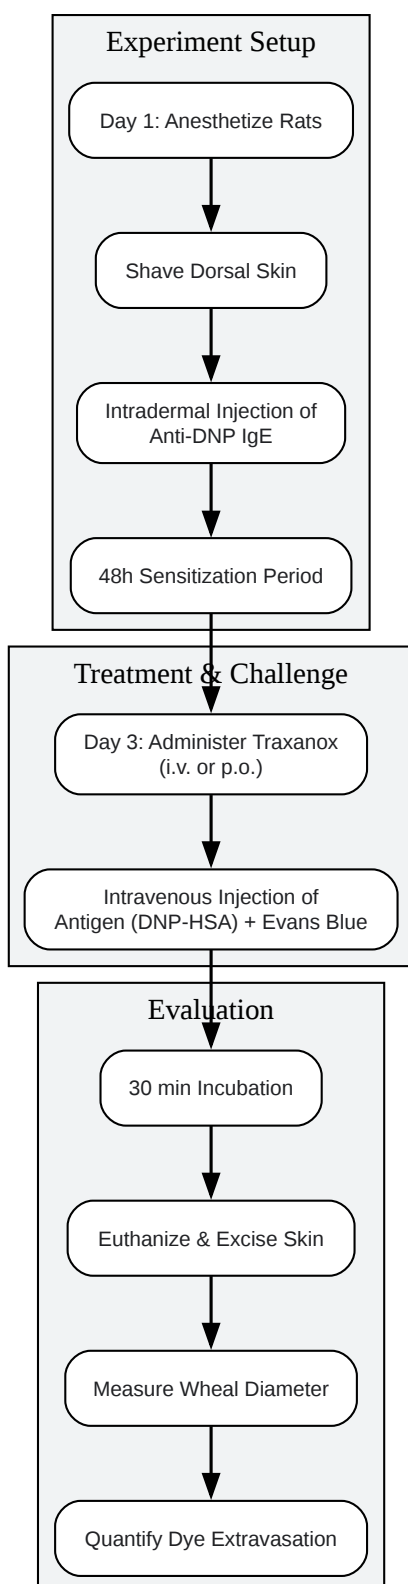 Experiment Setup
Day 1: Anesthetize Rats
Shave Dorsal Skin
Intradermal Injection of
Anti-DNP IgE
48h Sensitization Period
Treatment & Challenge
Day 3: Administer Traxanox
(i.v. or p.o.)
Intravenous Injection of
Antigen (DNP-HSA) + Evans Blue
Evaluation
30 min Incubation
Euthanize & Excise Skin
Measure Wheal Diameter
Quantify Dye Extravasation